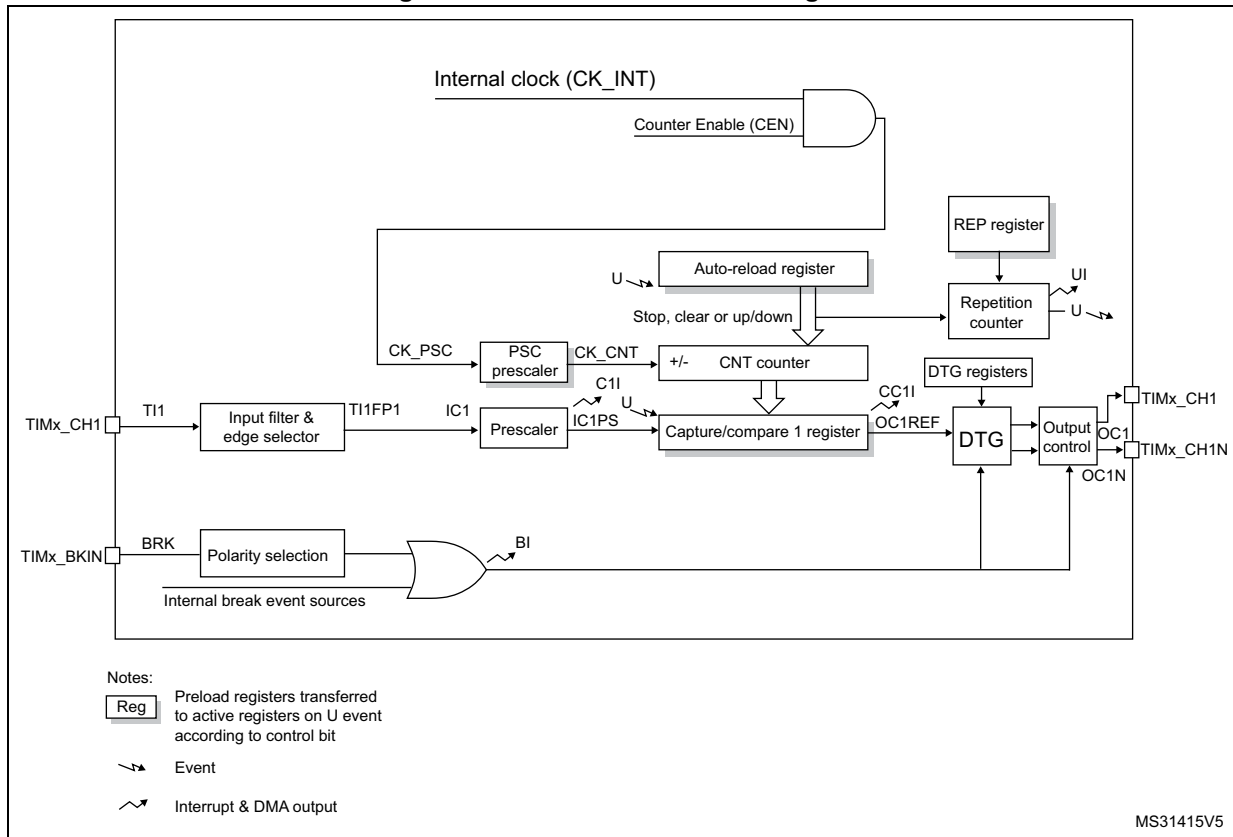 Internal clock (CK_INT)
Counter Enable (CEN)
REP register
Auto-reload register
U
UI
Repetition
counter
U
Stop, clear or up/down
CK_PSC
PSC
prescaler
CK_CNT
+/-
CNT counter
DTG registers
TIMx_CH1
TI1
Input filter &
edge selector
TI1FP1
IC1
Prescaler
C1I
IC1PS
U
Capture/compare 1 register
CC1I
OC1REF
DTG
Output
control
OC1
TIMx_CH1
TIMx_CH1N
OC1N
TIMx_BKIN
BRK
Polarity selection
BI
Internal break event sources
Notes:
Reg
Preload registers transferred
to active registers on U event
according to control bit
Event
Interrupt & DMA output
MS31415V5